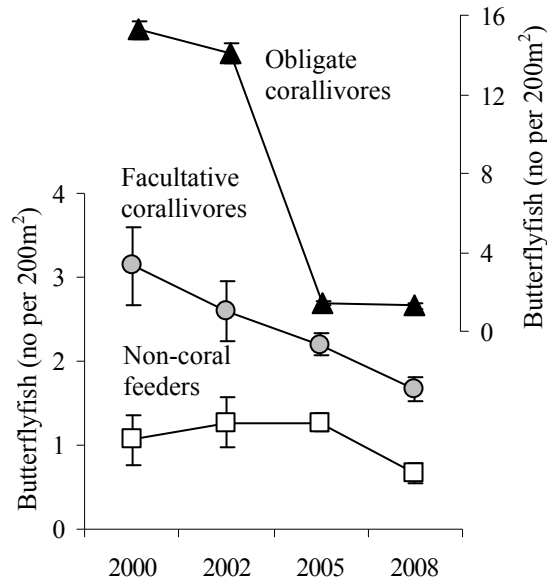 16
Obligate
corallivores
12
8
4
0
Butterflyfish (no per 200m²)
4
3
2
1
0
Butterflyfish (no per 200m²)
Facultative
corallivores
Non-coral
feeders
2000 2002 2005 2008